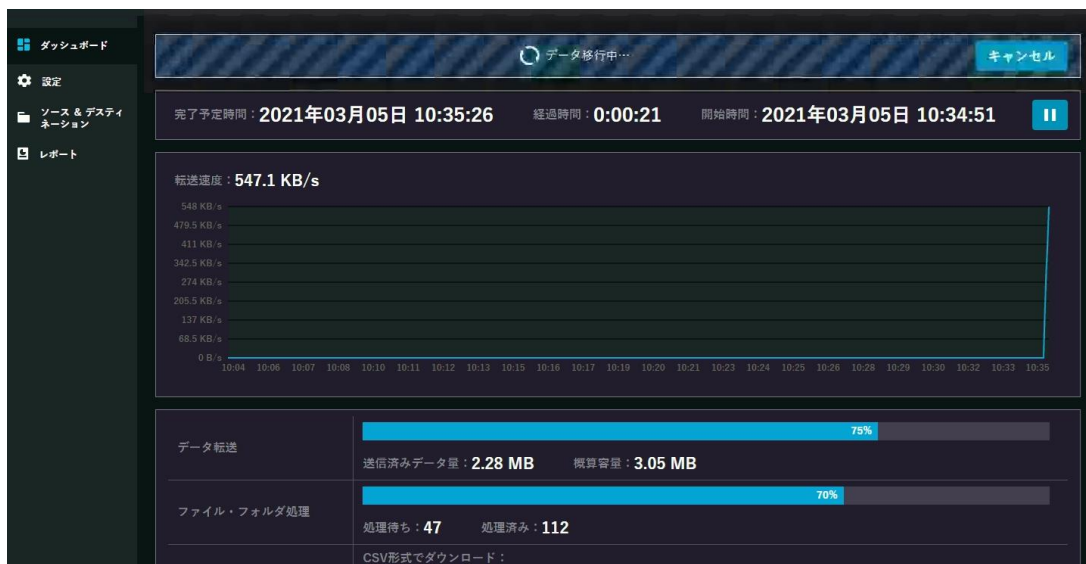 ダッシュボード
設定
ソース & デスティ
ネーション
レポート
データ移行中…
キャンセル
完了予定時間：2021年03月05日 10:35:26 経過時間：0:00:21 開始時間：2021年03月05日 10:34:51
転送速度：547.1 KB/s
548 KB/s
479.5 KB/s
411 KB/s
342.5 KB/s
274 KB/s
205.5 KB/s
137 KB/s
68.5 KB/s
0 B/s
10:04 10:06 10:07 10:08 10:10 10:11 10:12 10:13 10:15 10:16 10:17 10:19 10:20 10:21 10:23 10:24 10:25 10:26 10:28 10:29 10:30 10:32 10:33 10:35
データ転送
75%
送信済みデータ量：2.28 MB 概算容量：3.05 MB
ファイル・フォルダ処理
70%
処理待ち：47 処理済み：112
CSV形式でダウンロード：